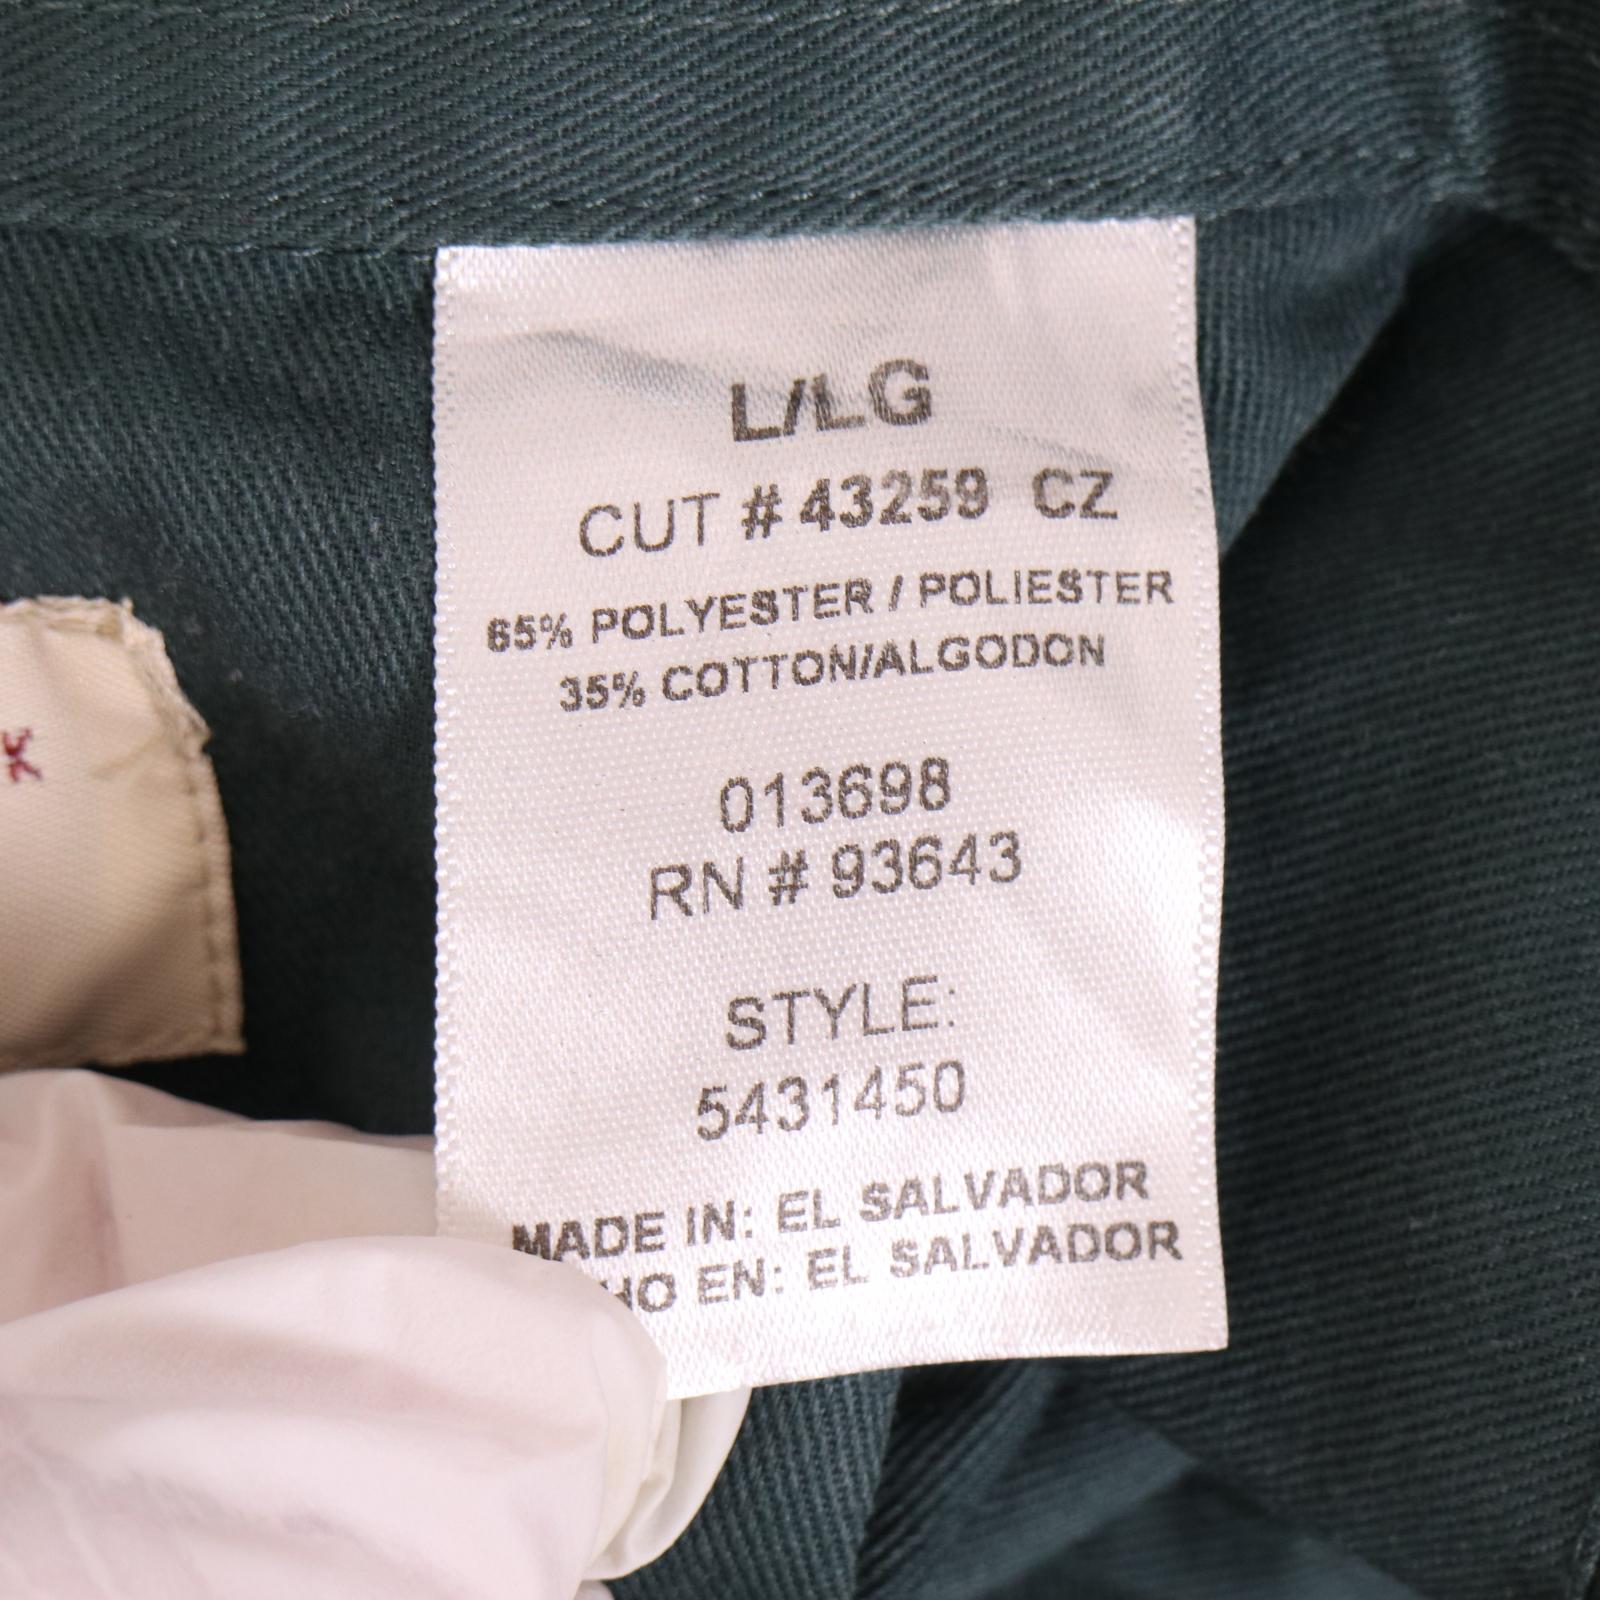 L/LG
CUT # 43259 CZ
65% POLYESTER / POLIESTER
35% COTTON/ALGODON
013698
RN # 93643
STYLE:
5431450
MADE IN: EL SALVADOR
EN: EL SALVADOR
K